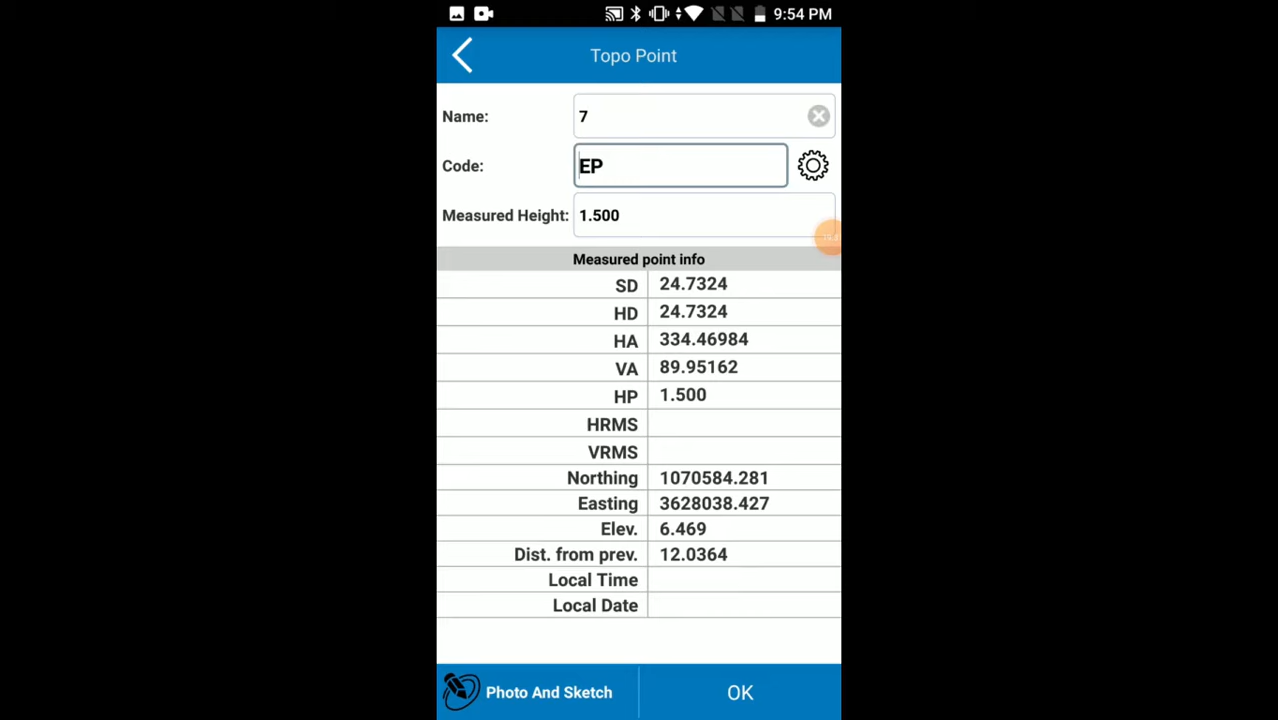 9:54 PM
Topo Point
Name: 7
Code: EP
Measured Height: 1.500
Measured point info
SD 24.7324
HD 24.7324
HA 334.46984
VA 89.95162
HP 1.500
HRMS
VRMS
Northing 1070584.281
Easting 3628038.427
Elev. 6.469
Dist. from prev. 12.0364
Local Time
Local Date
Photo And Sketch OK